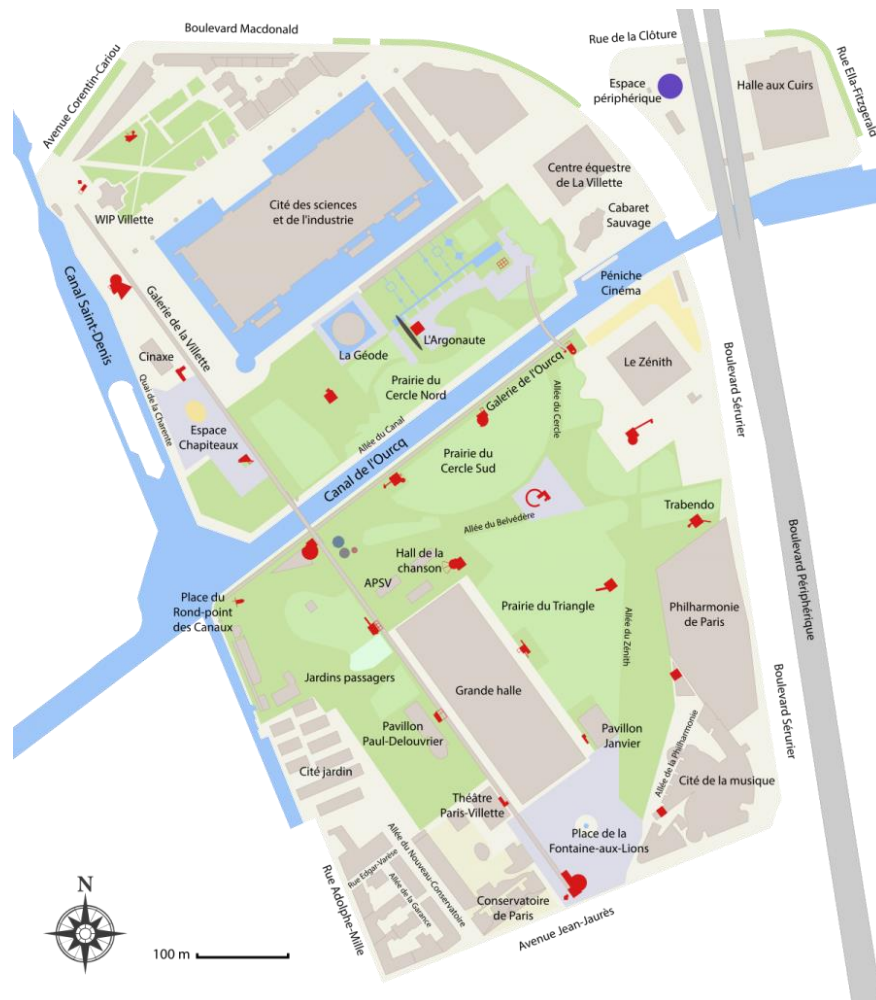 Boulevard Macdonald
Rue de la Clôture
Avenue Corentin-Cariou
Espace
périphérique
Halle aux Cuirs
Rue Ella-Fitzgerald
Centre équestre
de La Villette
Cité des sciences
et de l'industrie
WIP Villette
Cabaret
Sauvage
Canal Saint-Denis
Galerie de la Villette
Péniche
Cinéma
La Géode
L'Argonaute
Cinaxe
Quai de la Charente
Prairie du
Cercle Nord
Galerie de l'Ourcq
Le Zénith
Boulevard Sérurier
Allée du Cercle
Espace
Chapiteaux
Allée du Canal
Canal de l'Ourcq
Prairie du
Cercle Sud
Trabendo
Allée du Belvédère
Boulevard Périphérique
Hall de la
chanson
APSV
Place du
Rond-point
des Canaux
Prairie du Triangle
Allée du Zénith
Philharmonie
de Paris
Jardins passagers
Grande halle
Boulevard Sérurier
Pavillon
Paul-Delouvrier
Pavillon
Janvier
Allée de la Philharmonie
Cité jardin
Cité de la musique
Théâtre
Paris-Villette
Place de la
Fontaine-aux-Lions
Rue Edgar-Varèse
Allée du Nouveau-Conservatoire
Allée de la Garance
Rue Adolphe-Mille
Conservatoire
de Paris
Avenue Jean-Jaurès
N
100 m